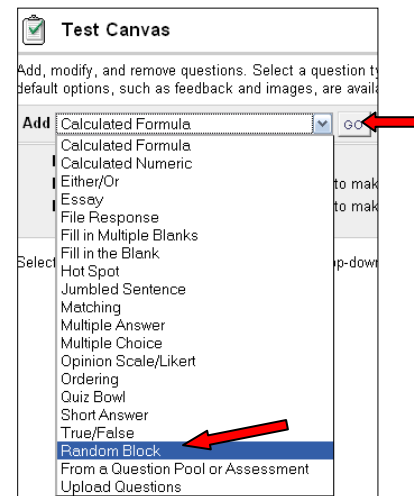 Test Canvas
Add, modify, and remove questions. Select a question
default options, such as feedback and images, are
Add Calculated Formula GO
Calculated Formula
Calculated Numeric
Either/Or
Essay
to mak
File Response
to mak
Fill in Multiple Blanks
Fill in the Blank
Select
Hot Spot
Jumbled Sentence
Matching
Multiple Answer
Multiple Choice
Opinion Scale/Likert
Ordering
Quiz Bowl
Short Answer
True/False
Random Block
From a Question Pool or Assessment
Upload Questions